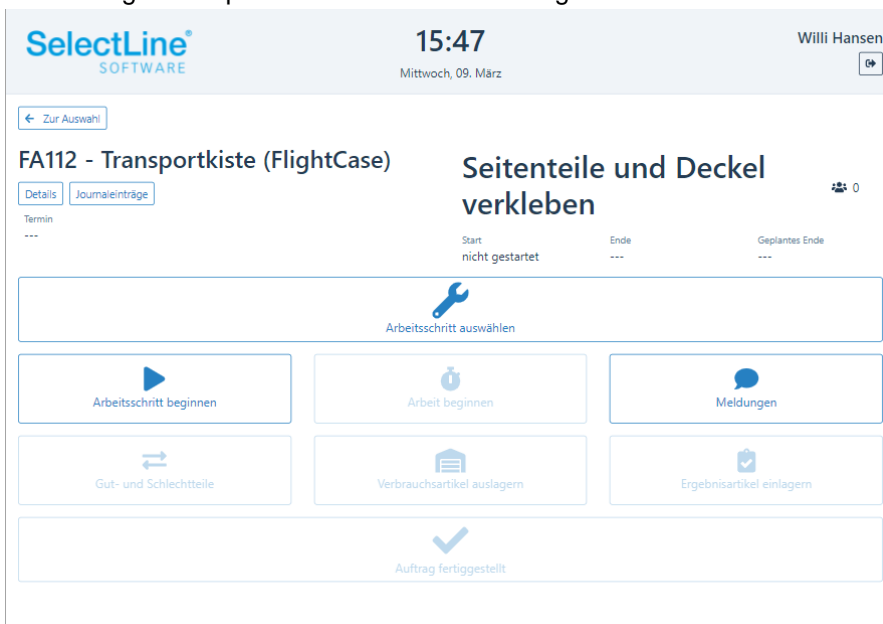 SelectLine®
SOFTWARE
15:47
Mittwoch, 09. März
Willi Hansen
Zur Auswahl
FA112 - Transportkiste (FlightCase)
Details
Journaleinträge
Termin
---
Seitenteile und Deckel
verkleben
0
Start
Ende
Geplantes Ende
nicht gestartet
---
---
Arbeitsschritt auswählen
Arbeitsschritt beginnen
Arbeit beginnen
Meldungen
Gut- und Schlechtteile
Verbrauchsartikel auslagern
Ergebnisartikel einlagern
Auftrag fertiggestellt